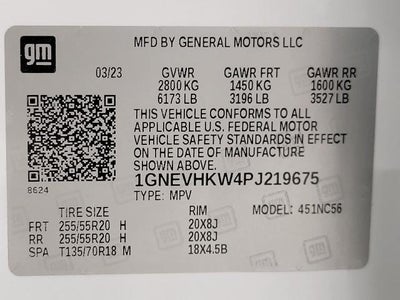 gm
MFD BY GENERAL MOTORS LLC
03/23 GVWR GAWR FRT GAWR RR
2800 KG 1450 KG 1600 KG
6173 LB 3196 LB 3527 LB
THIS VEHICLE CONFORMS TO ALL
APPLICABLE U.S. FEDERAL MOTOR
VEHICLE SAFETY STANDARDS IN EFFECT
ON THE DATE OF MANUFACTURE
SHOWN ABOVE.
8624
1GNEVHKW4PJ219675
TYPE: MPV
TIRE SIZE RIM MODEL: 451NC56
FRT 255/55R20 H 20X8J
RR 255/55R20 H 20X8J
SPA T135/70R18 M 18X4.5B